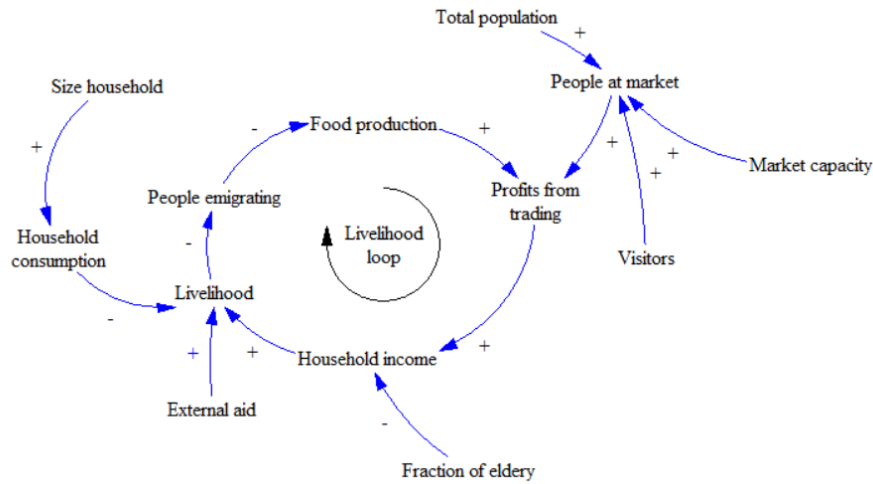 Total population
+
People at market
Size household
+
- Food production +
+
+
Market capacity
People emigrating
Profits from
trading
+
Household
consumption
-
Livelihood
loop
Visitors
Livelihood
-
+
+
Household income
+
External aid
-
Fraction of eldery